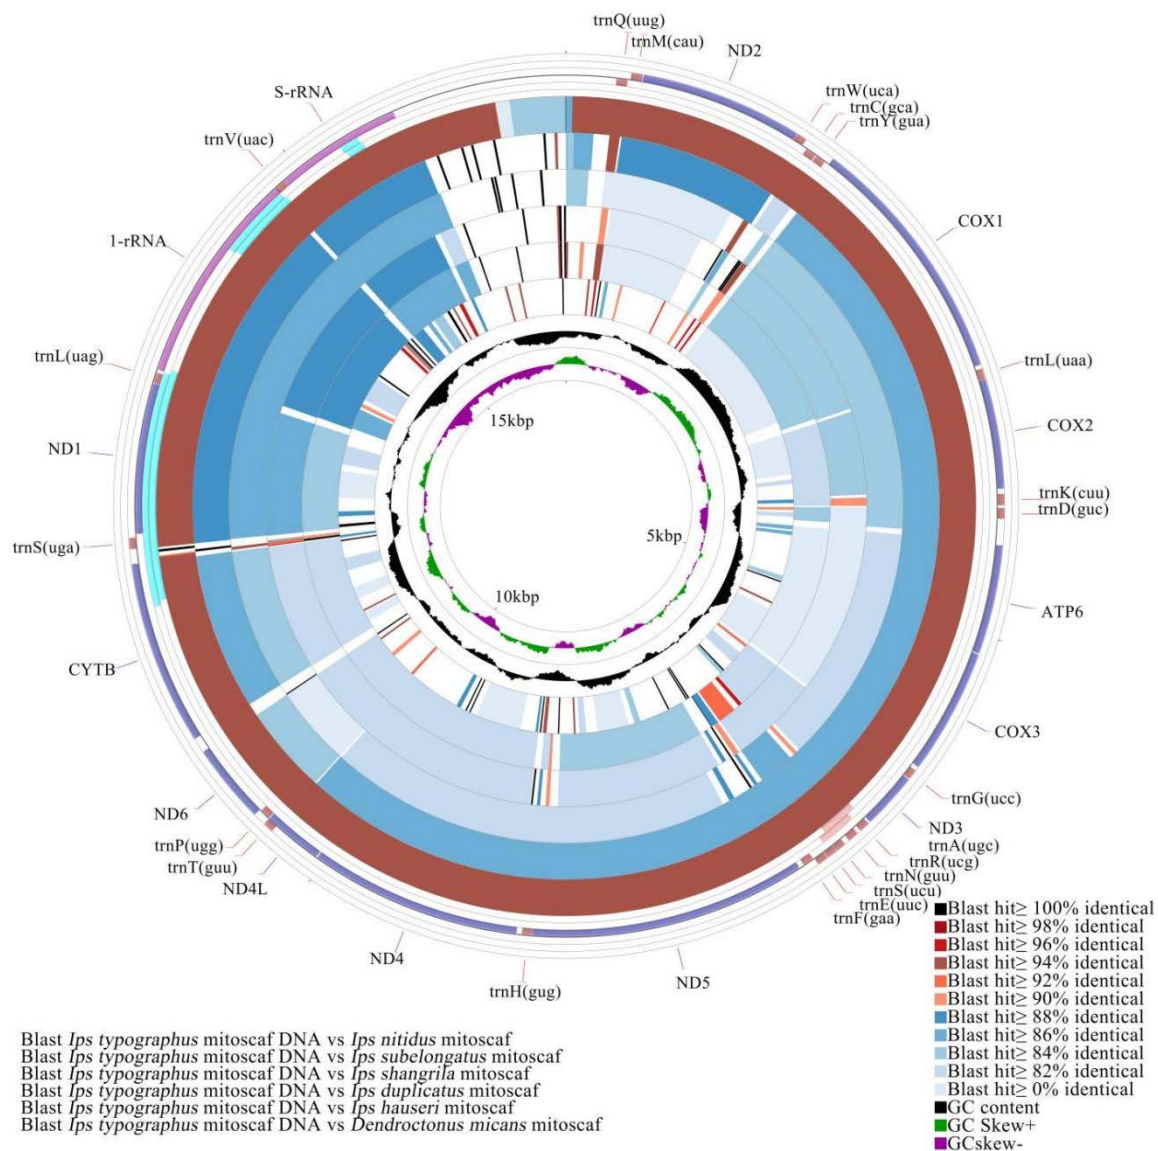 trnQ(uug)
trnM(cau)
ND2
trnW(uca)
trnC(gca)
trnY(gua)
S-rRNA
trnV(uac)
COX1
1-rRNA
trnL(uag)
trnL(uaa)
15kbp
COX2
ND1
trnK(cuu)
trnD(guc)
5kbp
trnS(uga)
10kbp
ATP6
CYTB
COX3
trnG(ucc)
ND6
ND3
trnP(ugg)
trnA(ugc)
trnT(guu)
trnR(ucg)
ND4L
trnN(guu)
trnS(ucu)
trnE(uuc)
trnF(gaa)
ND4
ND5
trnH(gug)
Blast hit≥ 100% identical
Blast hit≥ 98% identical
Blast hit≥ 96% identical
Blast hit≥ 94% identical
Blast hit≥ 92% identical
Blast hit≥ 90% identical
Blast hit≥ 88% identical
Blast hit≥ 86% identical
Blast hit≥ 84% identical
Blast hit≥ 82% identical
Blast hit≥ 0% identical
GC content
GC Skew+
GCskew-
Blast Ips typographus mitoscaf DNA vs Ips nitidus mitoscaf
Blast Ips typographus mitoscaf DNA vs Ips subelongatus mitoscaf
Blast Ips typographus mitoscaf DNA vs Ips shangrila mitoscaf
Blast Ips typographus mitoscaf DNA vs Ips duplicatus mitoscaf
Blast Ips typographus mitoscaf DNA vs Ips hauseri mitoscaf
Blast Ips typographus mitoscaf DNA vs Dendroctonus micans mitoscaf